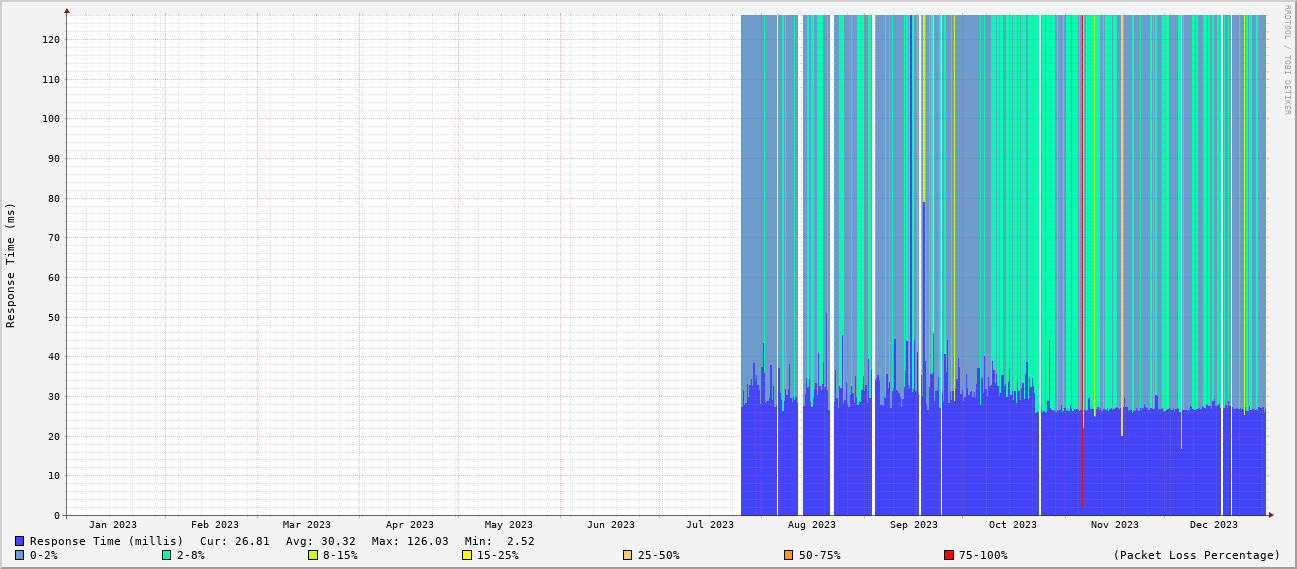 RRDTOOL / TOBI OETIKER
Response Time (ms)
120
110
100
90
80
70
60
50
40
30
20
10
0
Jan 2023 Feb 2023 Mar 2023 Apr 2023 May 2023 Jun 2023 Jul 2023 Aug 2023 Sep 2023 Oct 2023 Nov 2023 Dec 2023
Response Time (millis) Cur: 26.81 Avg: 30.32 Max: 126.03 Min: 2.52
0-2% 2-8% 8-15% 15-25% 25-50% 50-75% 75-100% (Packet Loss Percentage)